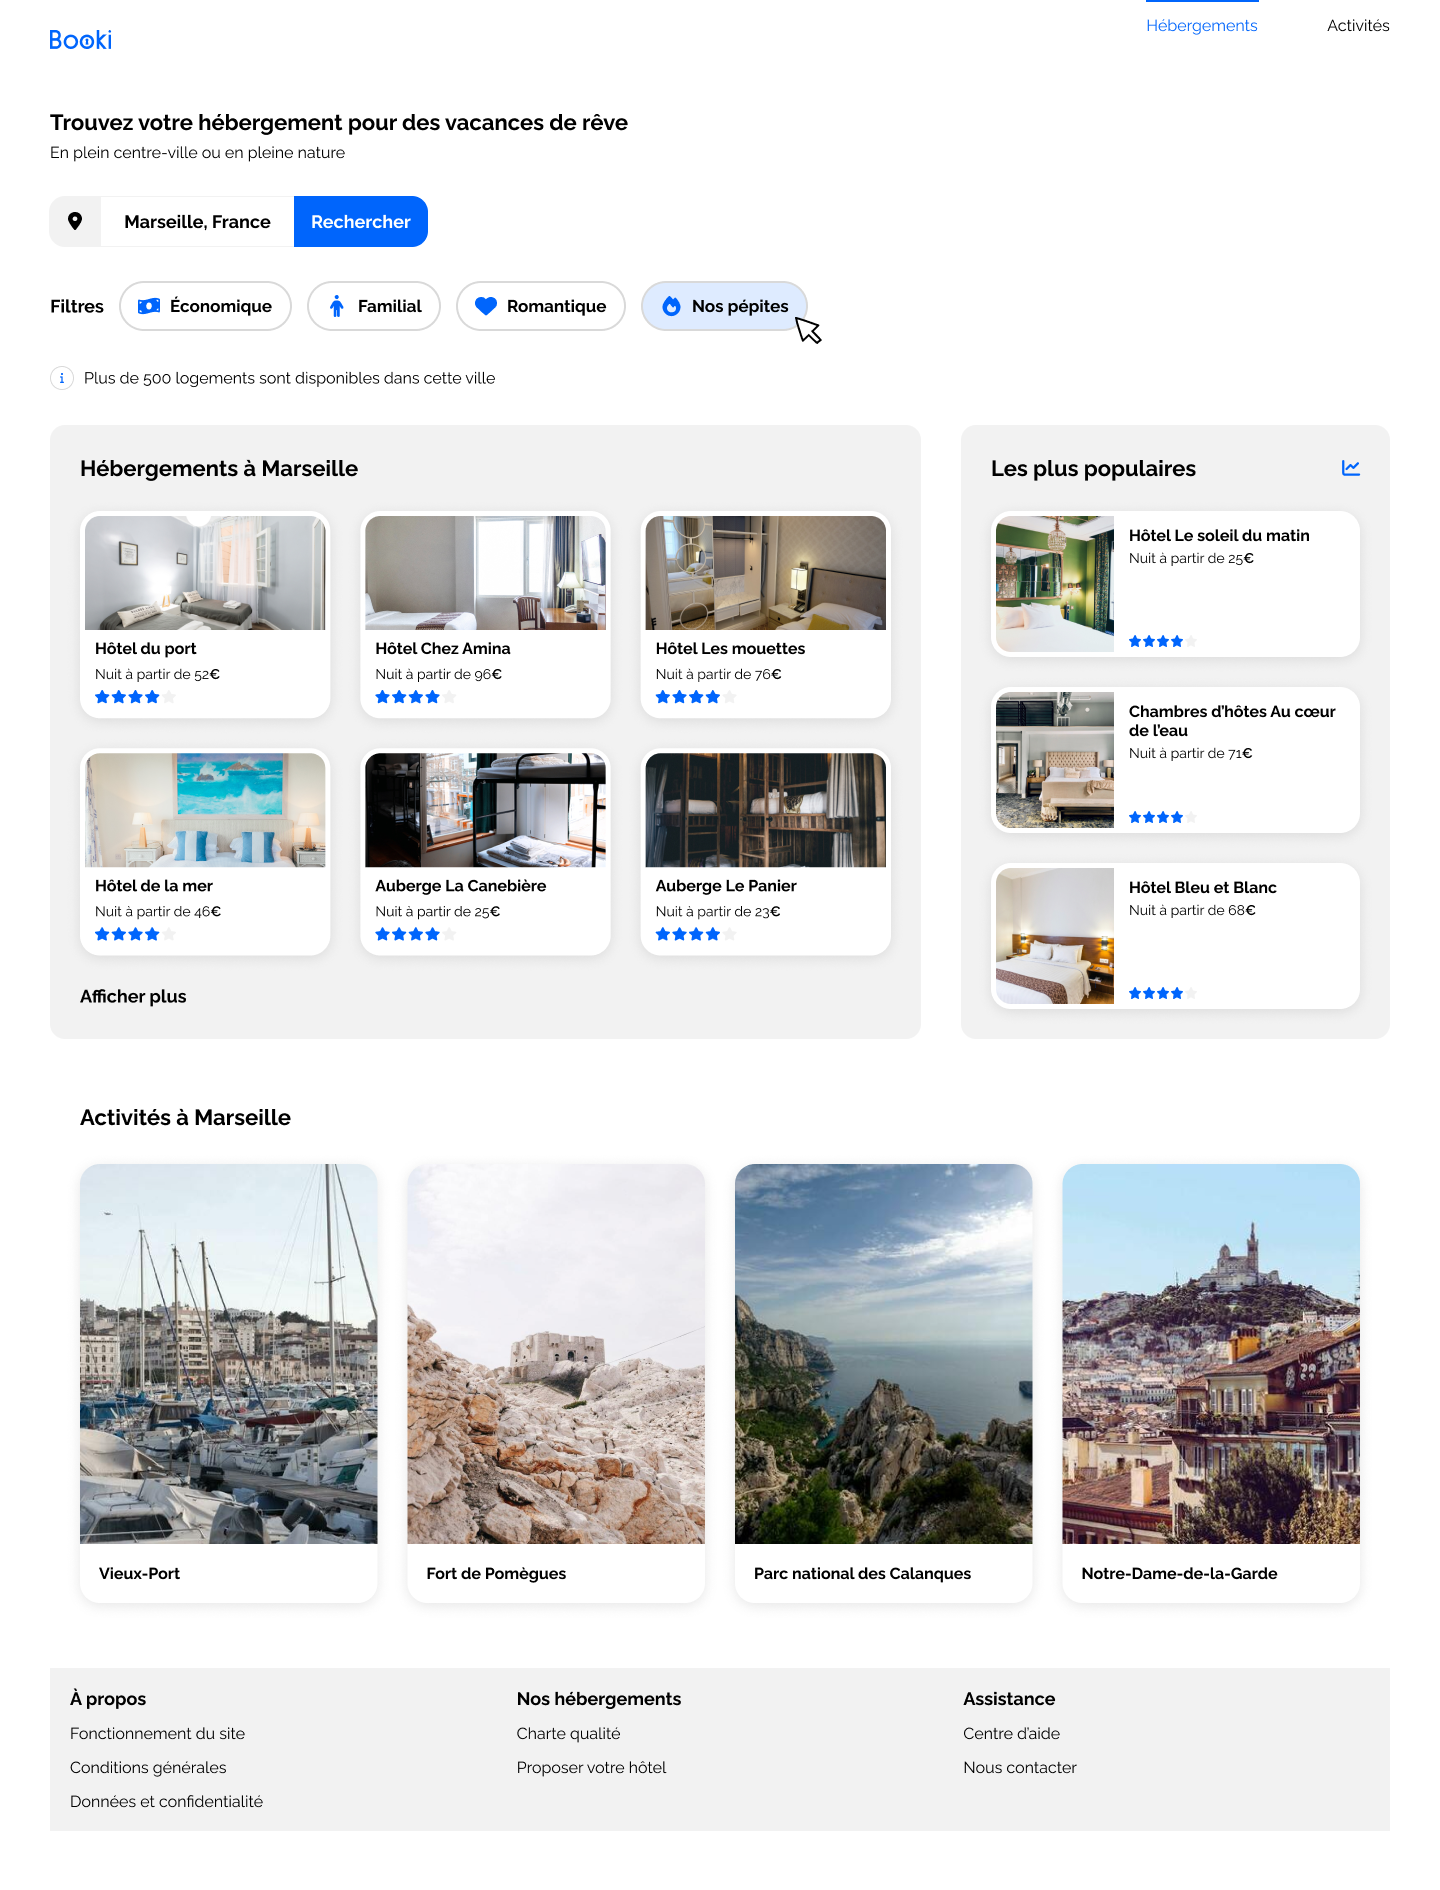 Booki
Hébergements
Activités
Trouvez votre hébergement pour des vacances de rêve
En plein centre-ville ou en pleine nature
Marseille, France
Rechercher
Filtres
Économique
Familial
Romantique
Nos pépites
Plus de 500 logements sont disponibles dans cette ville
Hébergements à Marseille
Hôtel du port
Nuit à partir de 52€
Hôtel Chez Amina
Nuit à partir de 96€
Hôtel Les mouettes
Nuit à partir de 76€
Hôtel de la mer
Nuit à partir de 46€
Auberge La Canebière
Nuit à partir de 25€
Auberge Le Panier
Nuit à partir de 23€
Afficher plus
Les plus populaires
Hôtel Le soleil du matin
Nuit à partir de 25€
Chambres d’hôtes Au cœur
de l’eau
Nuit à partir de 71€
Hôtel Bleu et Blanc
Nuit à partir de 68€
Activités à Marseille
Vieux-Port
Fort de Pomègues
Parc national des Calanques
Notre-Dame-de-la-Garde
À propos
Fonctionnement du site
Conditions générales
Données et confidentialité
Nos hébergements
Charte qualité
Proposer votre hôtel
Assistance
Centre d’aide
Nous contacter